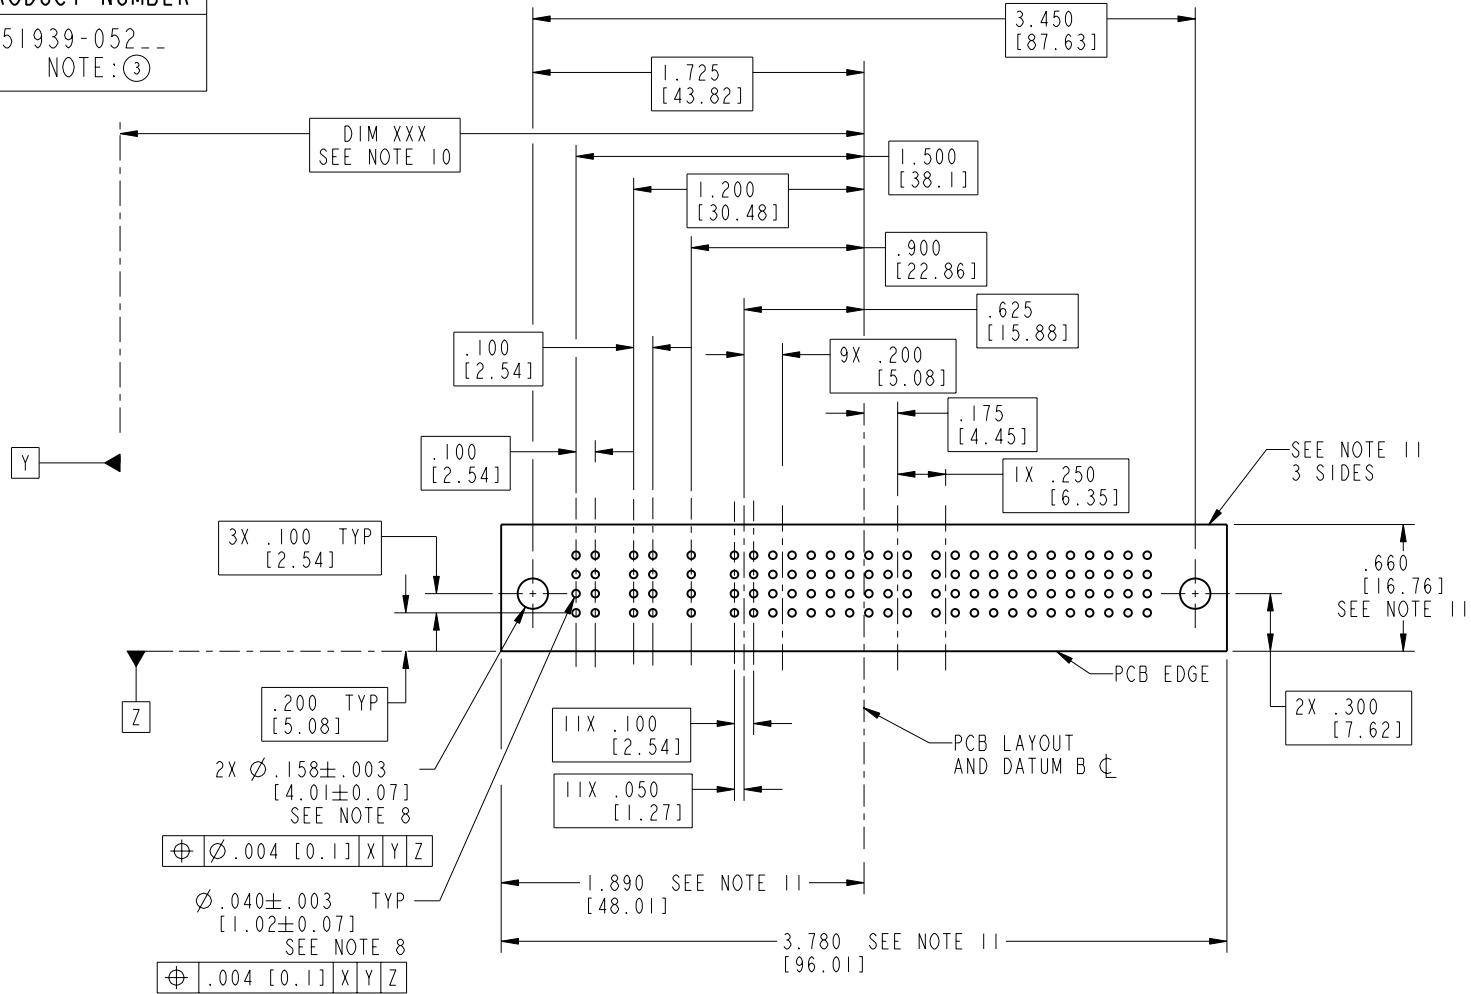 PRODUCT NUMBER
51939-052__
NOTE:③
3.450
[87.63]
1.725
[43.82]
DIM XXX
SEE NOTE 10
1.500
[38.1]
1.200
[30.48]
.900
[22.86]
.625
[15.88]
.100
[2.54]
9X .200
[5.08]
.175
[4.45]
.100
[2.54]
1X .250
[6.35]
SEE NOTE 11
3 SIDES
Y
3X .100 TYP
[2.54]
.660
[16.76]
SEE NOTE 11
PCB EDGE
Z
.200 TYP
[5.08]
2X .300
[7.62]
11X .100
[2.54]
PCB LAYOUT
AND DATUM B ℄
2X Ø.158±.003
[4.01±0.07]
SEE NOTE 8
11X .050
[1.27]
⌖ Ø.004 [0.1] X Y Z
1.890 SEE NOTE 11
[48.01]
Ø.040±.003 TYP
[1.02±0.07]
SEE NOTE 8
3.780 SEE NOTE 11
[96.01]
⌖ .004 [0.1] X Y Z